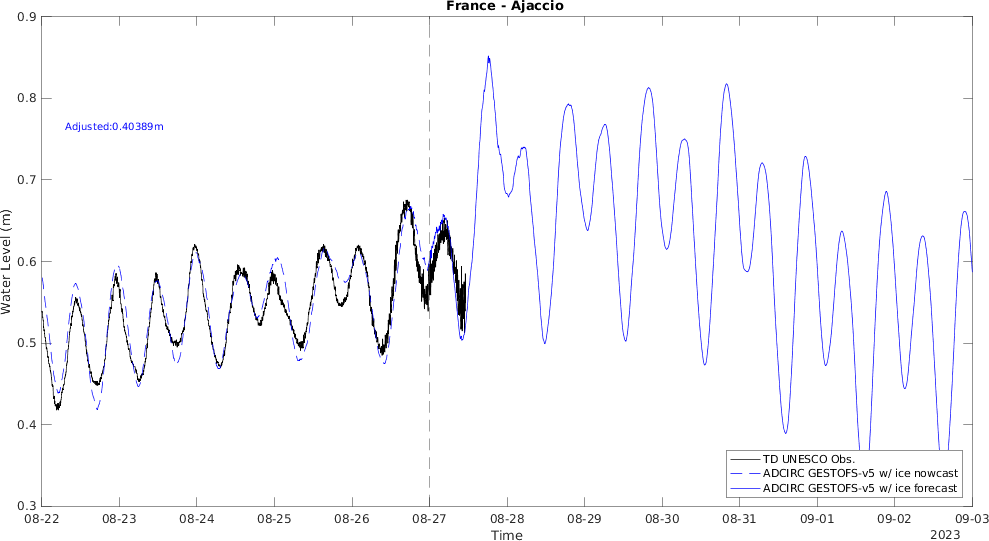 France - Ajaccio
0.9
0.8
0.7
0.6
0.5
0.4
0.3
Water Level (m)
Adjusted:0.40389m
TD UNESCO Obs.
ADCIRC GESTOFS-v5 w/ ice nowcast
ADCIRC GESTOFS-v5 w/ ice forecast
08-22 08-23 08-24 08-25 08-26 08-27 08-28 08-29 08-30 08-31 09-01 09-02 09-03
Time
2023